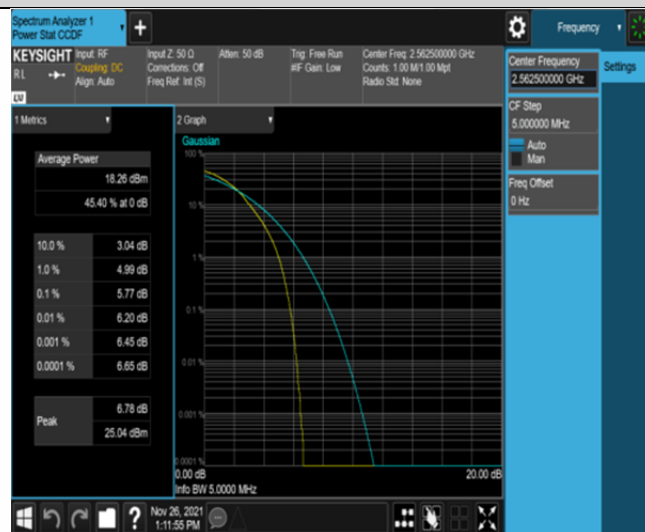 Spectrum Analyzer 1
Power Stat CCDF
+
Frequency
KEYSIGHT
Input: RF
Coupling: DC
Align: Auto
Input Z: 50 Ω
Corrections: Off
Freq Ref: Int (S)
Atten: 50 dB
Trig: Free Run
#IF Gain: Low
Center Freq: 2.562500000 GHz
Counts: 1.00 M/1.00 Mpt
Radio Std: None
RL
LXI
1 Metrics
Average Power
18.26 dBm
45.40 % at 0 dB
10.0 % 3.04 dB
1.0 % 4.99 dB
0.1 % 5.77 dB
0.01 % 6.20 dB
0.001 % 6.45 dB
0.0001 % 6.65 dB
Peak
6.78 dB
25.04 dBm
2 Graph
Gaussian
100 %
10 %
1 %
0.1 %
0.01 %
0.001 %
0.0001 %
0.00 dB
20.00 dB
Info BW 5.0000 MHz
Center Frequency
2.562500000 GHz
Settings
CF Step
5.000000 MHz
Auto
Man
Freq Offset
0 Hz
?
Nov 26, 2021
1:11:55 PM